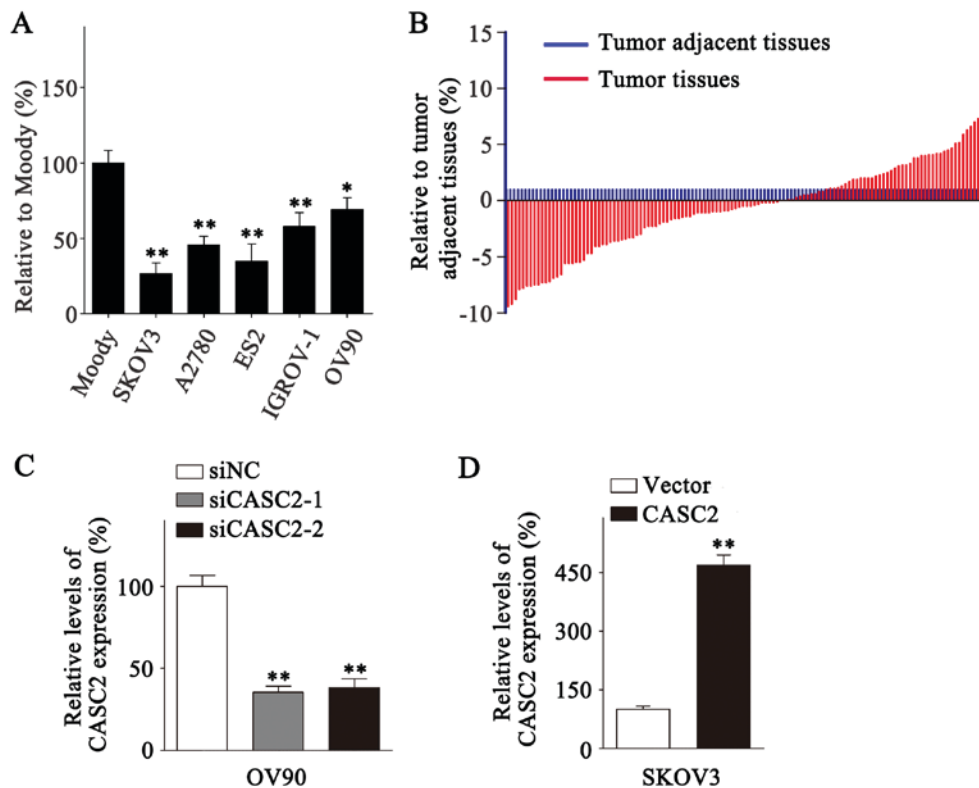 A
Relative to Moody (%)
150
100
50
0
**
**
**
**
*
Moody
SKOV3
A2780
ES2
IGROV-1
OV90
B
Relative to tumor
adjacent tissues (%)
15
10
5
0
-5
-10
Tumor adjacent tissues
Tumor tissues
C
siNC
siCASC2-1
siCASC2-2
Relative levels of
CASC2 expression (%)
100
50
0
**
**
OV90
D
Vector
CASC2
Relative levels of
CASC2 expression (%)
450
300
150
0
**
SKOV3